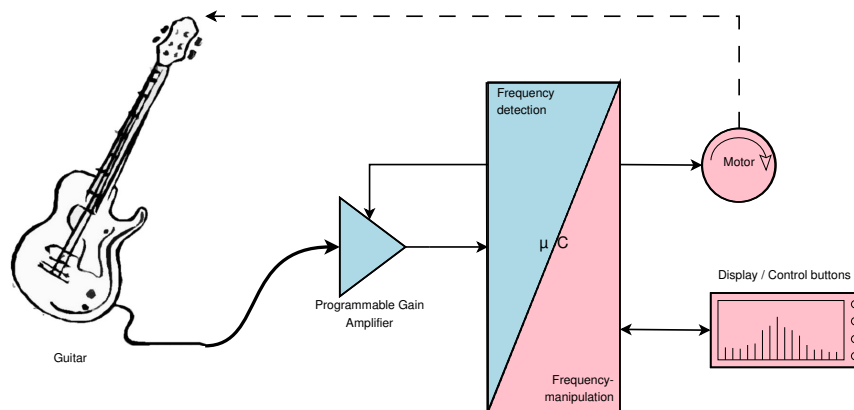 Frequency
detection
Motor
µ C
Display / Control buttons
Programmable Gain
Amplifier
Guitar
Frequency-
manipulation